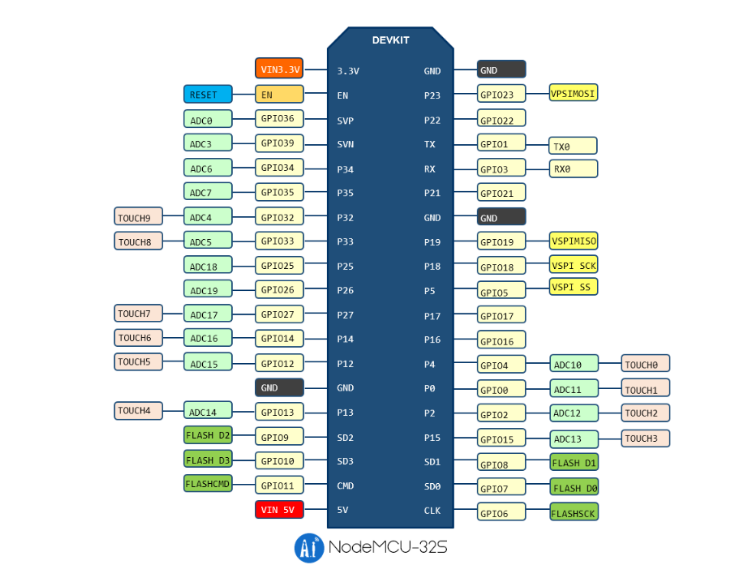 DEVKIT
VIN3.3V 3.3V GND GND
RESET EN EN P23 GPIO23 VPSIMOSI
ADC0 GPIO36 SVP P22 GPIO22
ADC3 GPIO39 SVN TX GPIO1 TX0
ADC6 GPIO34 P34 RX GPIO3 RX0
ADC7 GPIO35 P35 P21 GPIO21
TOUCH9 ADC4 GPIO32 P32 GND GND
TOUCH8 ADC5 GPIO33 P33 P19 GPIO19 VSPIMISO
ADC18 GPIO25 P25 P18 GPIO18 VSPI SCK
ADC19 GPIO26 P26 P5 GPIO5 VSPI SS
TOUCH7 ADC17 GPIO27 P27 P17 GPIO17
TOUCH6 ADC16 GPIO14 P14 P16 GPIO16
TOUCH5 ADC15 GPIO12 P12 P4 GPIO4 ADC10 TOUCH0
GND GND P0 GPIO0 ADC11 TOUCH1
TOUCH4 ADC14 GPIO13 P13 P2 GPIO2 ADC12 TOUCH2
FLASH D2 GPIO9 SD2 P15 GPIO15 ADC13 TOUCH3
FLASH D3 GPIO10 SD3 SD1 GPIO8 FLASH D1
FLASHCMD GPIO11 CMD SD0 GPIO7 FLASH D0
VIN 5V 5V CLK GPIO6 FLASHSCK
Ai NodeMCU-32S